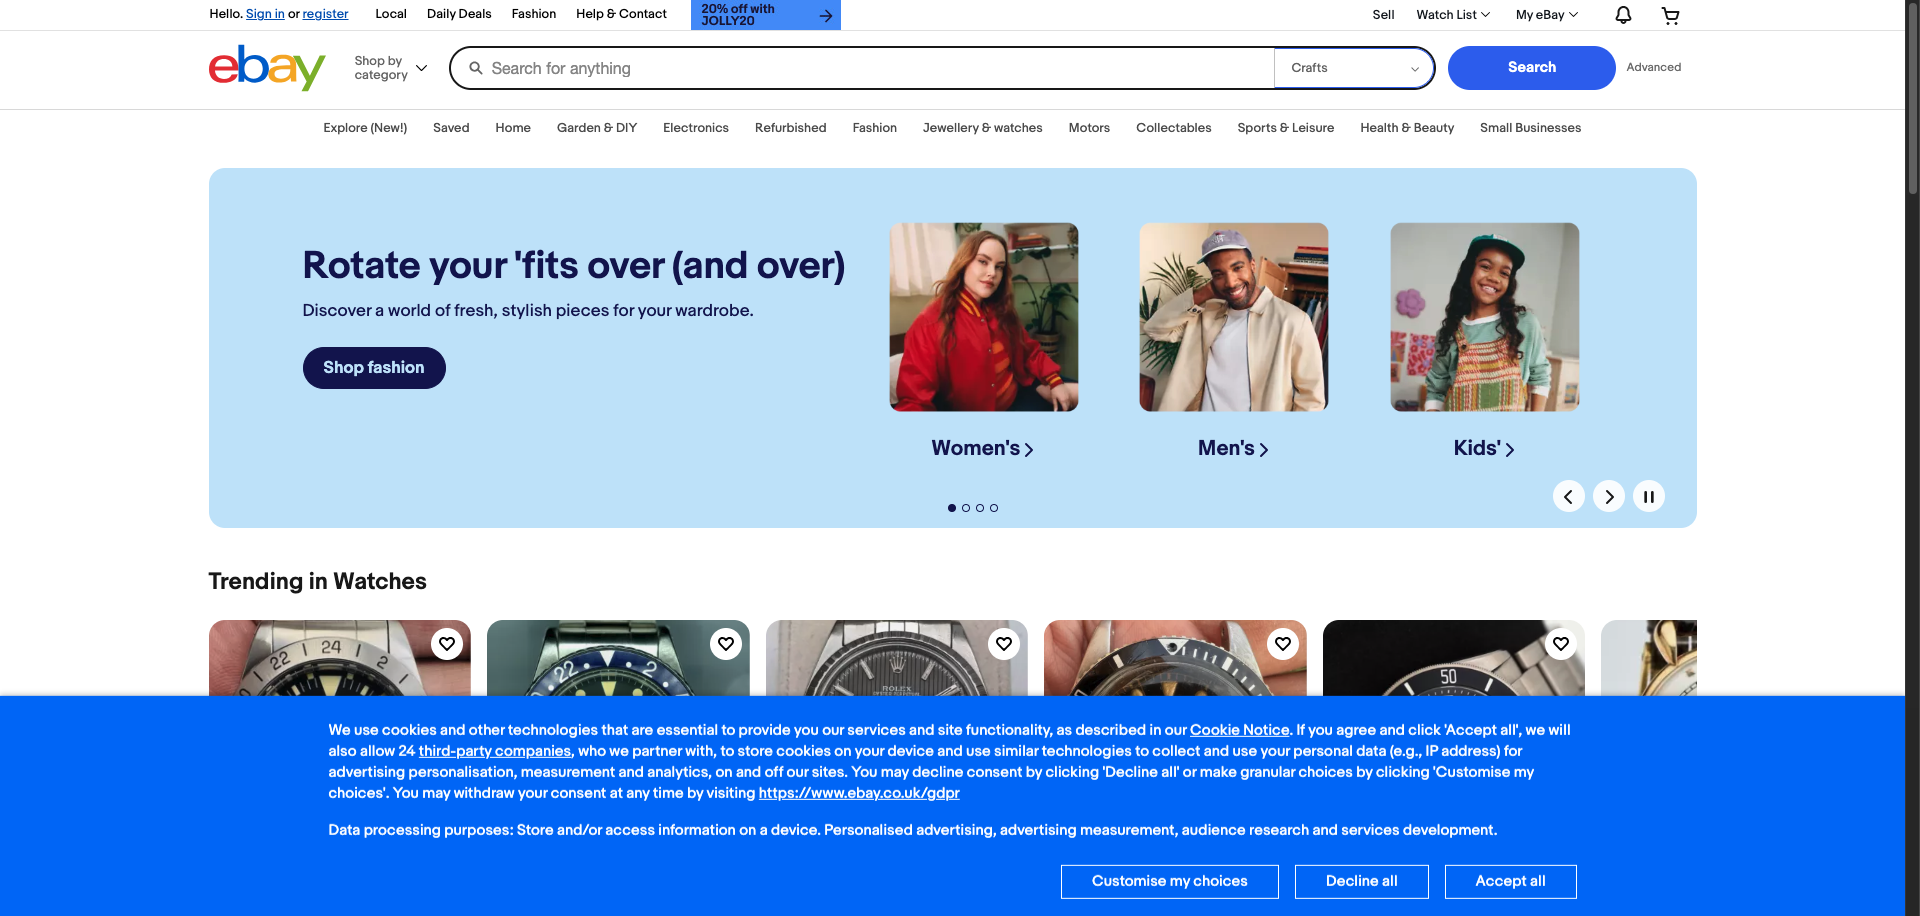 Hello. Sign in or register
Local
Daily Deals
Fashion
Help & Contact
20% off with
JOLLY20
Sell
Watch List
My eBay
ebay
Shop by
category
Search for anything
Crafts
Search
Advanced
Explore (New!)
Saved
Home
Garden & DIY
Electronics
Refurbished
Fashion
Jewellery & watches
Motors
Collectables
Sports & Leisure
Health & Beauty
Small Businesses
Rotate your 'fits over (and over)
Discover a world of fresh, stylish pieces for your wardrobe.
Shop fashion
Women's
Men's
Kids'
Trending in Watches
22 24 2
22 2
ROLEX
50
We use cookies and other technologies that are essential to provide you our services and site functionality, as described in our Cookie Notice. If you agree and click 'Accept all', we will
also allow 24 third-party companies, who we partner with, to store cookies on your device and use similar technologies to collect and use your personal data (e.g., IP address) for
advertising personalisation, measurement and analytics, on and off our sites. You may decline consent by clicking 'Decline all' or make granular choices by clicking 'Customise my
choices'. You may withdraw your consent at any time by visiting https://www.ebay.co.uk/gdpr
Data processing purposes: Store and/or access information on a device. Personalised advertising, advertising measurement, audience research and services development.
Customise my choices
Decline all
Accept all